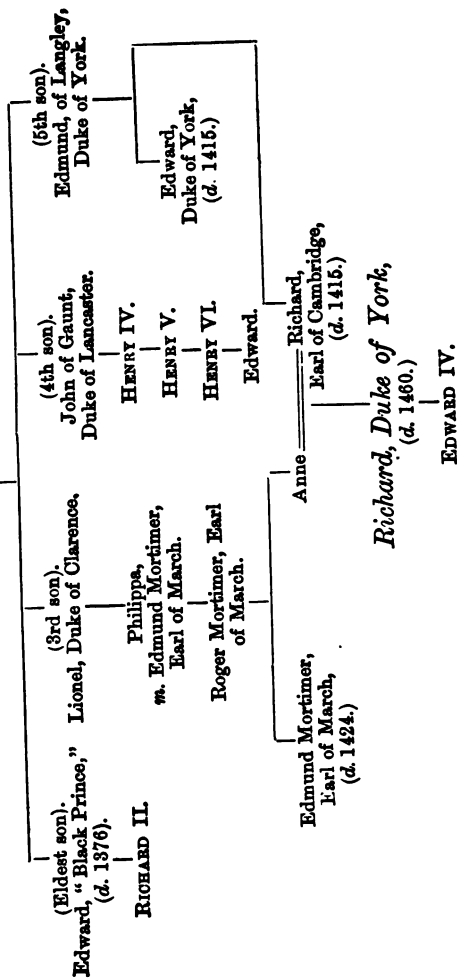 (Eldest son).
Edward, “Black Prince,”
(d. 1376).
RICHARD II.
(3rd son).
Lionel, Duke of Clarence.
Philippa,
m. Edmund Mortimer,
Earl of March.
Roger Mortimer, Earl
of March.
Edmund Mortimer,
Earl of March,
(d. 1424.)
(4th son).
John of Gaunt,
Duke of Lancaster.
HENRY IV.
HENRY V.
HENRY VI.
Edward.
(5th son).
Edmund, of Langley,
Duke of York.
Edward,
Duke of York,
(d. 1415.)
Anne
Richard,
Earl of Cambridge,
(d. 1415.)
Richard, Duke of York,
(d. 1460.)
EDWARD IV.